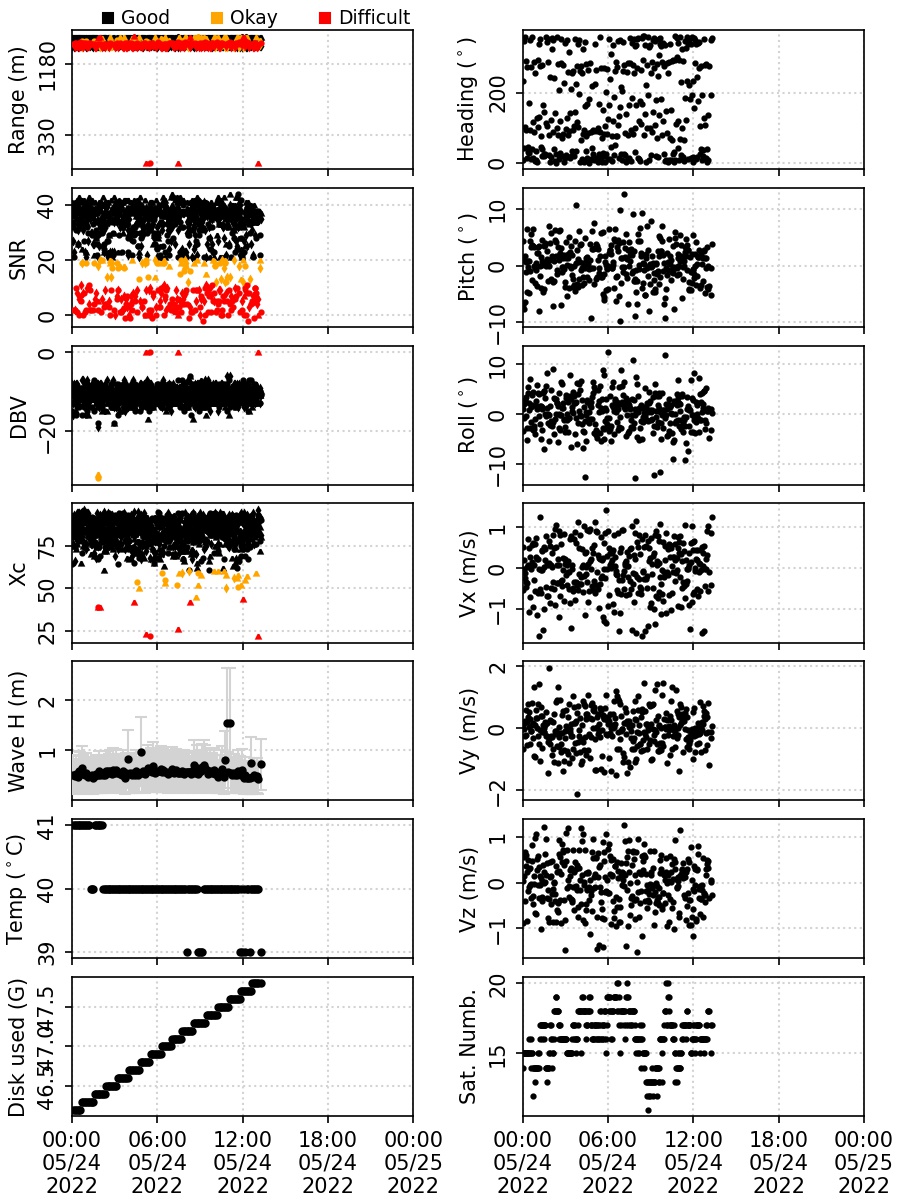 Good Okay Difficult
Range (m)
1180
330
Heading (°)
200
0
SNR
40
20
0
Pitch (°)
10
0
−10
DBV
0
−20
Roll (°)
10
0
−10
Xc
75
50
25
Vx (m/s)
1
0
−1
Wave H (m)
2
1
Vy (m/s)
2
0
−2
Temp (°C)
41
40
39
Vz (m/s)
1
0
−1
Disk used (G)
47.5
47.0
46.5
Sat. Numb.
20
15
00:00 06:00 12:00 18:00 00:00
05/24 05/24 05/24 05/24 05/25
2022 2022 2022 2022 2022
00:00 06:00 12:00 18:00 00:00
05/24 05/24 05/24 05/24 05/25
2022 2022 2022 2022 2022